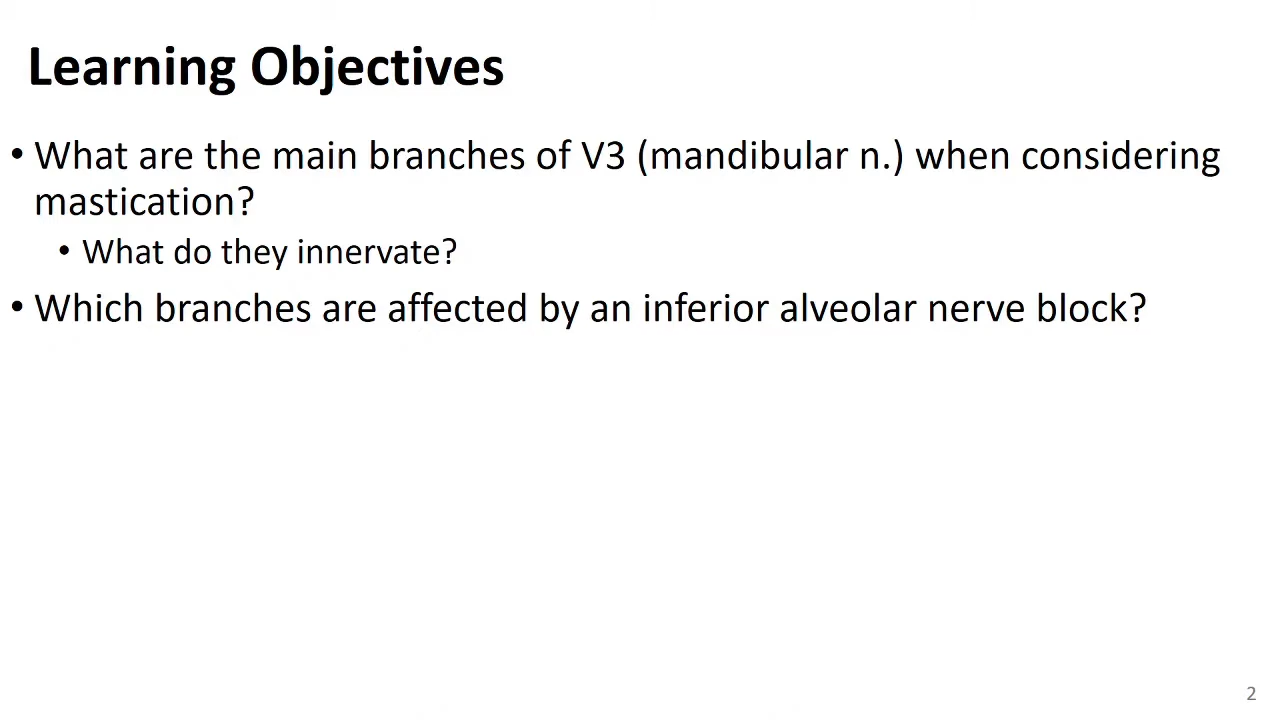 Learning Objectives
• What are the main branches of V3 (mandibular n.) when considering
mastication?
• What do they innervate?
• Which branches are affected by an inferior alveolar nerve block?
2